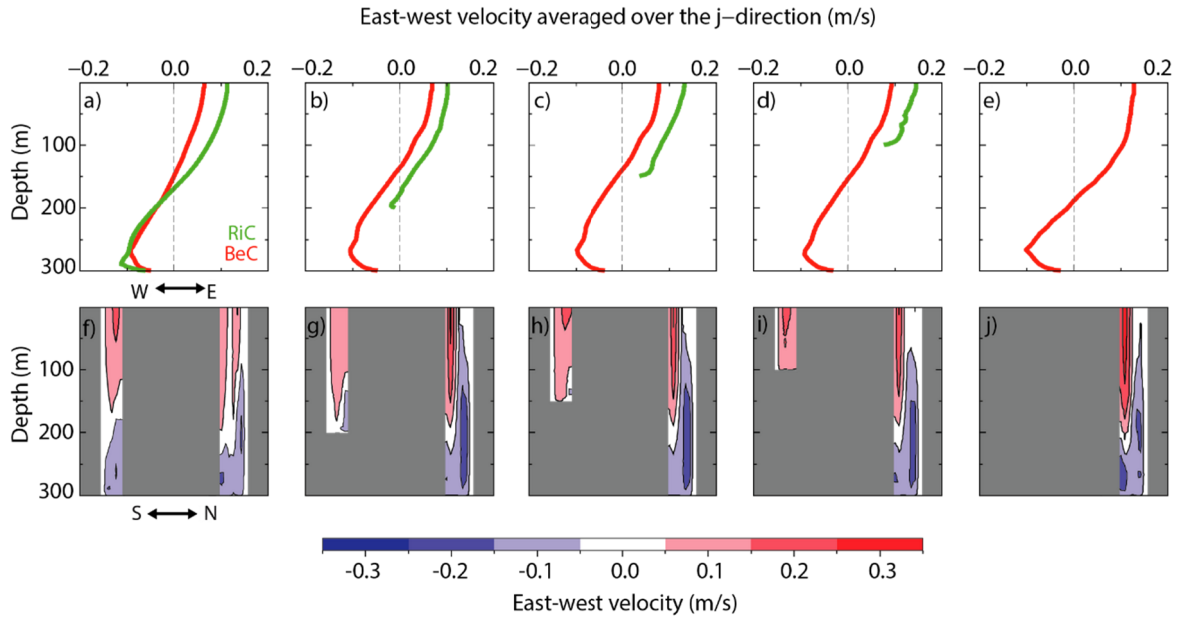 East-west velocity averaged over the j-direction (m/s)
−0.2 0.0 0.2 −0.2 0.0 0.2 −0.2 0.0 0.2 −0.2 0.0 0.2 −0.2 0.0 0.2
a) b) c) d) e)
Depth (m)
100
200
300
RiC
BeC
W E
f) g) h) i) j)
Depth (m)
100
200
300
S N
-0.3 -0.2 -0.1 0.0 0.1 0.2 0.3
East-west velocity (m/s)